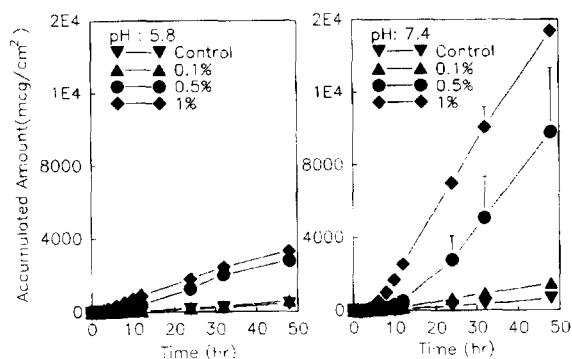 2E4
pH : 5.8
Control
0.1%
0.5%
1%
1E4
8000
4000
0
0 10 20 30 40 50
Time (hr)
Accumulated Amount(mcg/cm²)
2E4
pH : 7.4
Control
0.1%
0.5%
1%
1E4
8000
4000
0
0 10 20 30 40 50
Time (hr)